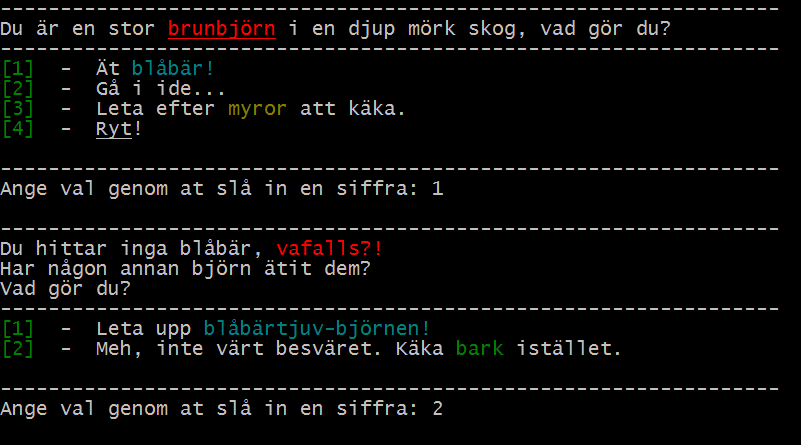 -----------------------------------------------------------------
Du är en stor brunbjörn i en djup mörk skog, vad gör du?
-----------------------------------------------------------------
[1]  -  Ät blåbär!
[2]  -  Gå i ide...
[3]  -  Leta efter myror att käka.
[4]  -  Ryt!
-----------------------------------------------------------------
Ange val genom at slå in en siffra: 1
-----------------------------------------------------------------
Du hittar inga blåbär, vafalls?!
Har någon annan björn ätit dem?
Vad gör du?
-----------------------------------------------------------------
[1]  -  Leta upp blåbärtjuv-björnen!
[2]  -  Meh, inte värt besväret. Käka bark istället.
-----------------------------------------------------------------
Ange val genom at slå in en siffra: 2